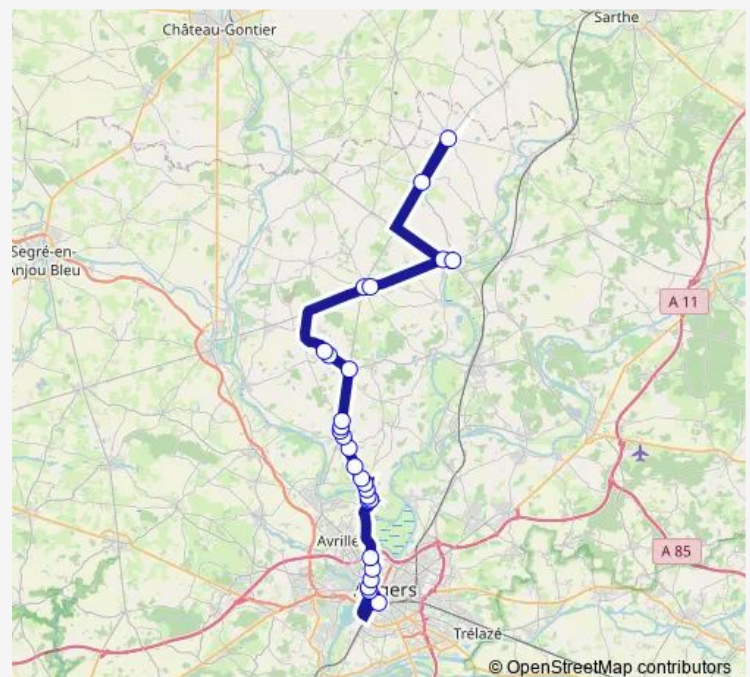 Sarthe
Château-Gontier
Segré-en-
Anjou Bleu
A 11
Avrillé
A 85
Angers
Trélazé
© OpenStreetMap contributors